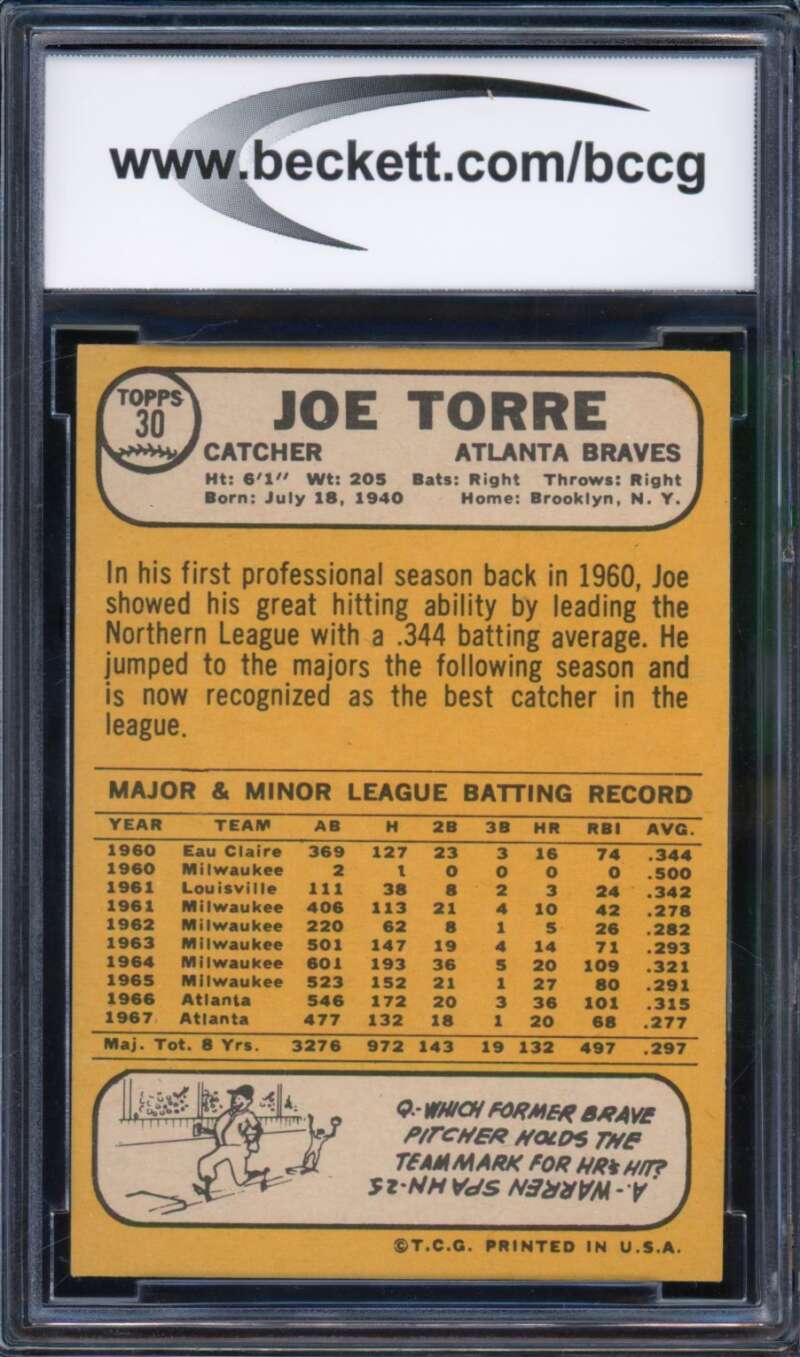 www.beckett.com/bccg
TOPPS
30
JOE TORRE
CATCHER ATLANTA BRAVES
Ht: 6'1" Wt: 205 Bats: Right Throws: Right
Born: July 18, 1940 Home: Brooklyn, N. Y.
In his first professional season back in 1960, Joe
showed his great hitting ability by leading the
Northern League with a .344 batting average. He
jumped to the majors the following season and
is now recognized as the best catcher in the
league.
MAJOR & MINOR LEAGUE BATTING RECORD
YEAR TEAM AB H 2B 3B HR RBI AVG.
1960 Eau Claire 369 127 23 3 16 74 .344
1960 Milwaukee 2 1 0 0 0 0 .500
1961 Louisville 111 38 8 2 3 24 .342
1961 Milwaukee 406 113 21 4 10 42 .278
1962 Milwaukee 220 62 8 1 5 26 .282
1963 Milwaukee 501 147 19 4 14 71 .293
1964 Milwaukee 601 193 36 5 20 109 .321
1965 Milwaukee 523 152 21 1 27 80 .291
1966 Atlanta 546 172 20 3 36 101 .315
1967 Atlanta 477 132 18 1 20 68 .277
Maj. Tot. 8 Yrs. 3276 972 143 19 132 497 .297
Q.- WHICH FORMER BRAVE
PITCHER HOLDS THE
TEAM MARK FOR HR's HIT?
A.- WARREN SPAHN-25
©T.C.G. PRINTED IN U.S.A.